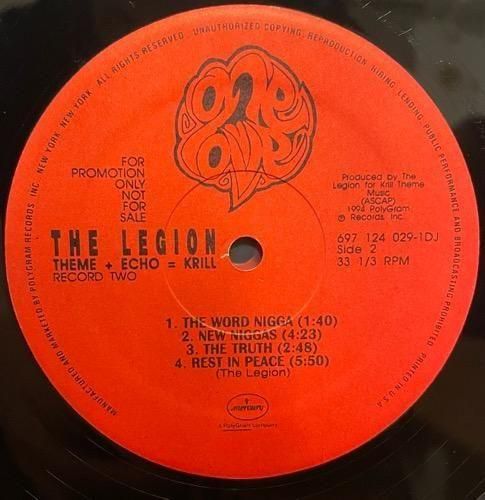 MANUFACTURED AND MARKETED BY POLYGRAM RECORDS INC. NEW YORK, NEW YORK. ALL RIGHTS RESERVED. UNAUTHORIZED COPYING, REPRODUCTION, HIRING, LENDING, PUBLIC PERFORMANCE AND BROADCASTING PROHIBITED. PRINTED IN U.S.A.
one
love
FOR
PROMOTION
ONLY
NOT
FOR
SALE
Produced by The
Legion for Krill Theme
Music
(ASCAP)
1994 PolyGram
℗ Records, Inc.
THE LEGION
THEME + ECHO = KRILL
RECORD TWO
697 124 029-1DJ
Side 2
33 1/3 RPM
1. THE WORD NIGGA (1:40)
2. NEW NIGGAS (4:23)
3. THE TRUTH (2:48)
4. REST IN PEACE (5:50)
(The Legion)
mercury
a PolyGram company